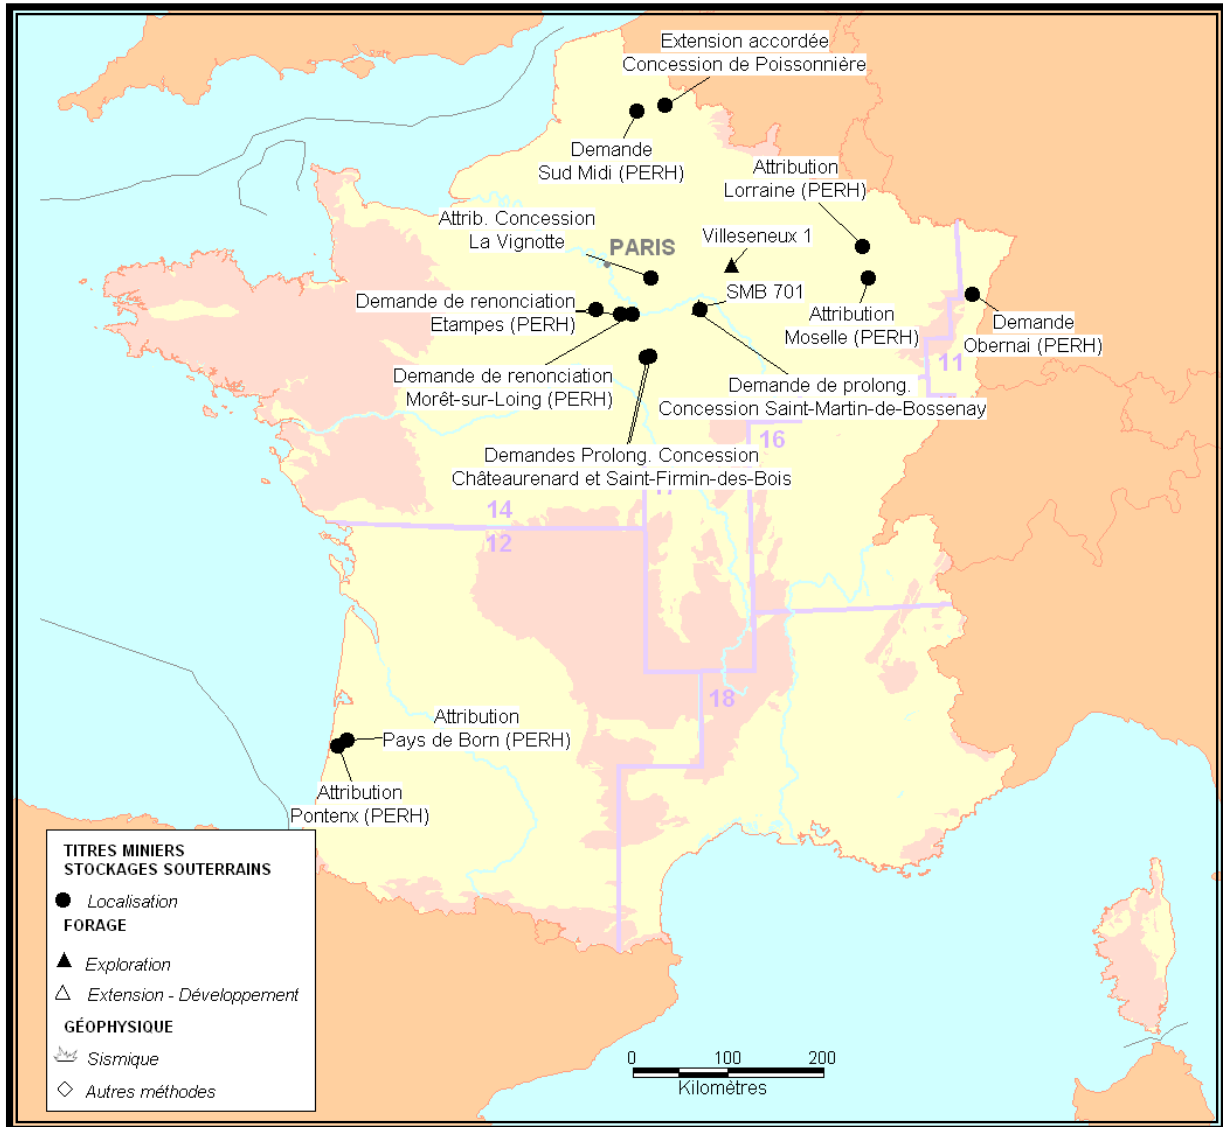 Extension accordée
Concession de Poissonnière
Demande
Sud Midi (PERH)
Attribution
Lorraine (PERH)
Attrib. Concession
La Vignotte
PARIS
Villeseneux 1
Demande de renonciation
Etampes (PERH)
SMB 701
Attribution
Moselle (PERH)
Demande
Obernai (PERH)
11
Demande de renonciation
Morêt-sur-Loing (PERH)
Demande de prolong.
Concession Saint-Martin-de-Bossenay
16
Demandes Prolong. Concession
Châteaurenard et Saint-Firmin-des-Bois
14
12
18
Attribution
Pays de Born (PERH)
Attribution
Pontenx (PERH)
TITRES MINIERS
STOCKAGES SOUTERRAINS
Localisation
FORAGE
Exploration
Extension - Développement
GÉOPHYSIQUE
Sismique
Autres méthodes
0 100 200
Kilomètres